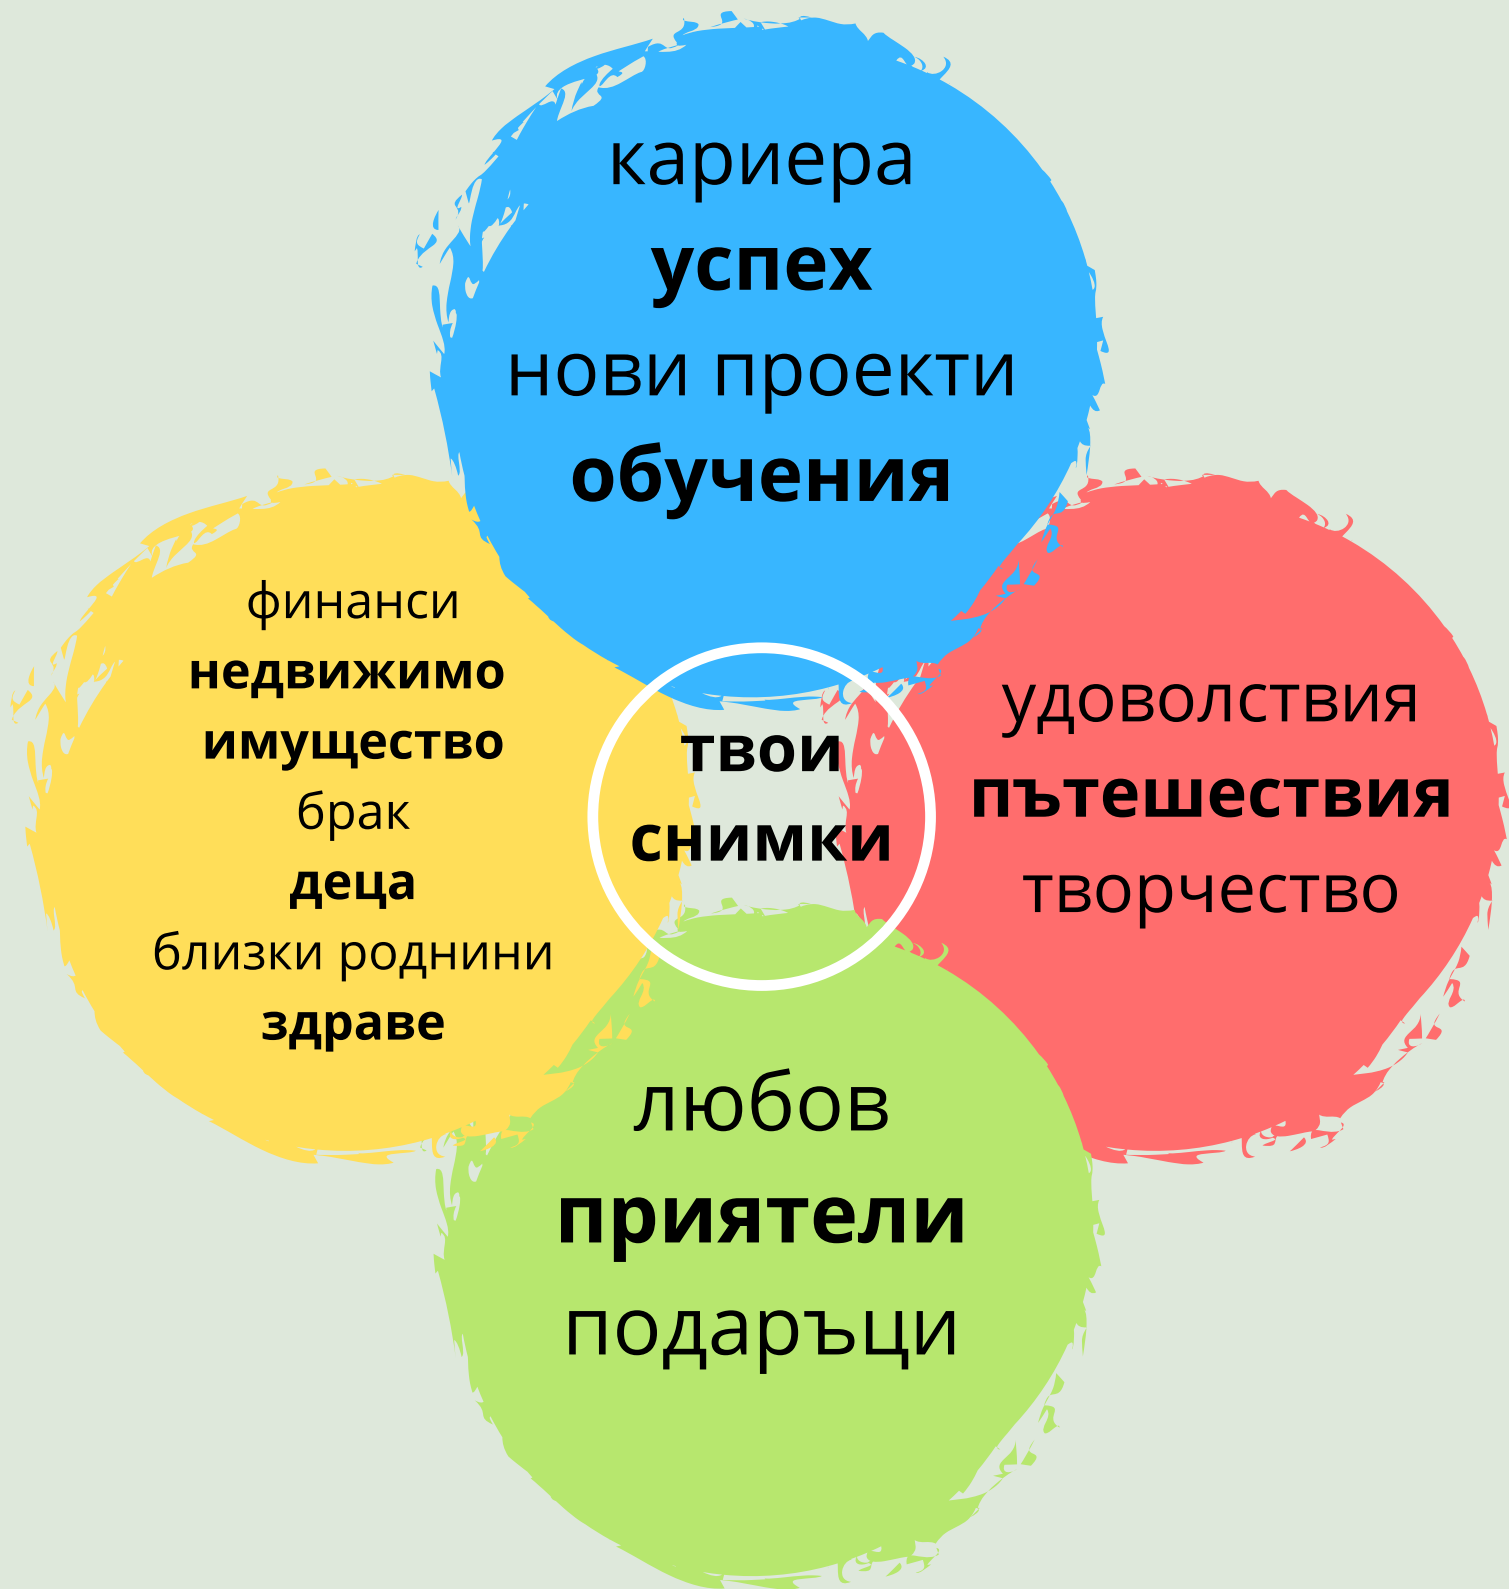 кариера
успех
нови проекти
обучения
финанси
недвижимо
имущество
брак
деца
близки роднини
здраве
твои
снимки
удоволствия
пътешествия
творчество
любов
приятели
подаръци